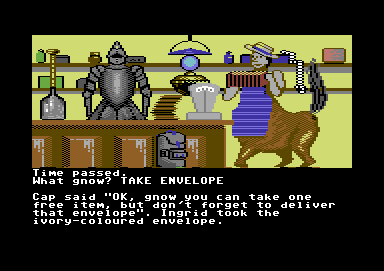 Time passed.
What gnow? TAKE ENVELOPE
Cap said "OK, gnow you can take one
free item, but don't forget to deliver
that envelope". Ingrid took the
ivory-coloured envelope.